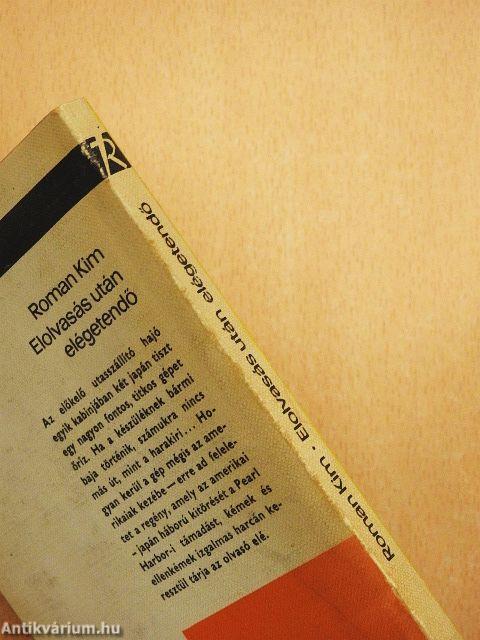 TR
Roman Kim
Elolvasás után
elégetendő
Az előkelő utasszállító hajó
egyik kabinjában két japán tiszt
egy nagyon fontos, titkos gépet
őriz. Ha a készüléknek bármi
baja történik, számukra nincs
más út, mint a harakiri... Ho-
gyan kerül a gép mégis az ame-
rikaiak kezébe — erre ad felele-
tet a regény, amely az amerikai
-japán háború kitörését a Pearl
Harbor-i támadást, kémek és
ellenkémek izgalmas harcán ke-
resztül tárja az olvasó elé.
Roman Kim · Elolvasás után elégetendő
Antikvárium.hu